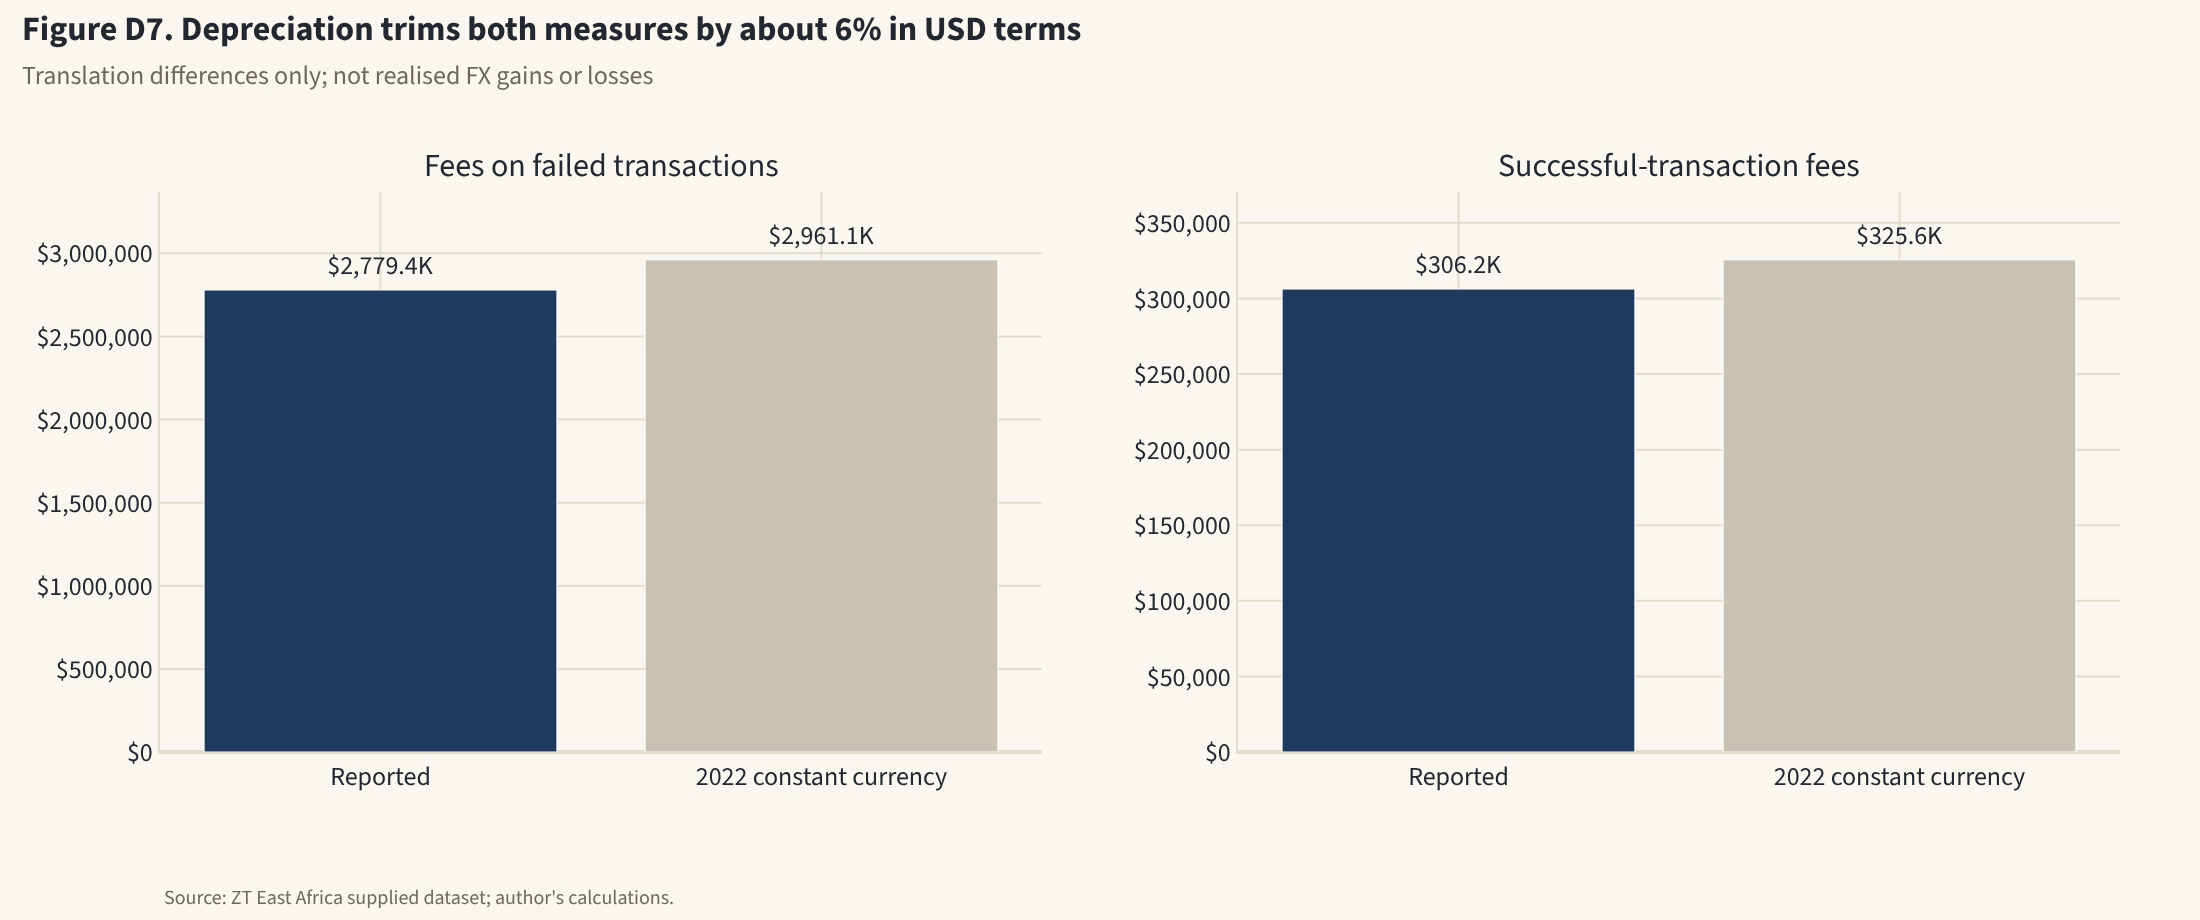 Figure D7. Depreciation trims both measures by about 6% in USD terms
Translation differences only; not realised FX gains or losses
Fees on failed transactions
$3,000,000
$2,500,000
$2,000,000
$1,500,000
$1,000,000
$500,000
$0
$2,779.4K
$2,961.1K
Reported
2022 constant currency
Successful-transaction fees
$350,000
$300,000
$250,000
$200,000
$150,000
$100,000
$50,000
$0
$306.2K
$325.6K
Reported
2022 constant currency
Source: ZT East Africa supplied dataset; author's calculations.